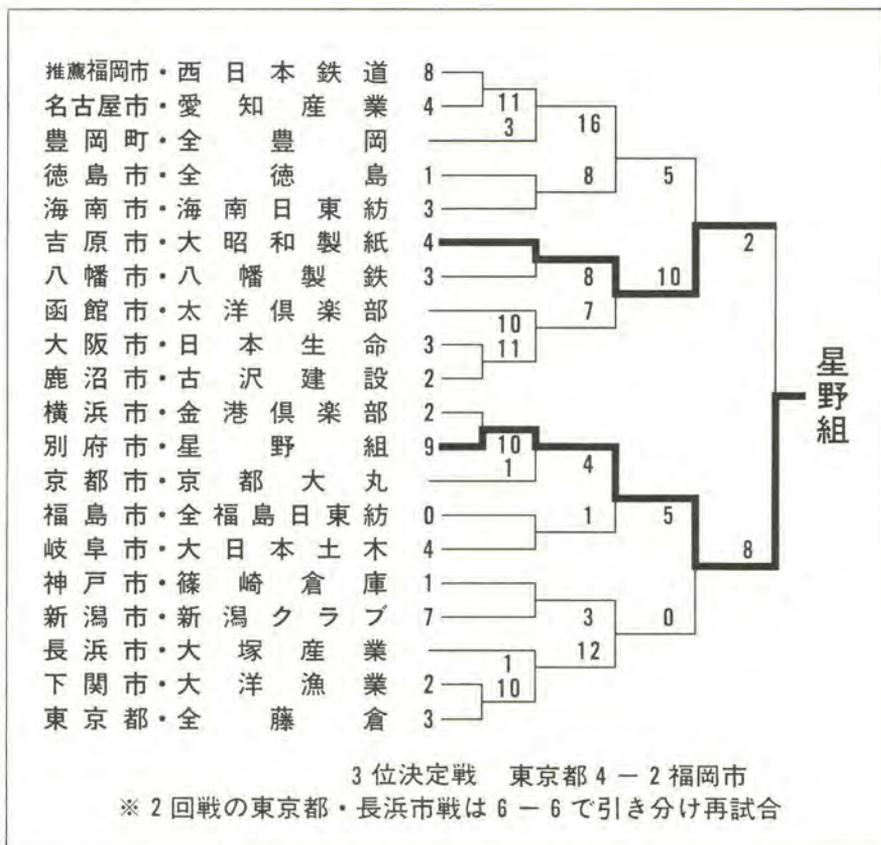 推薦福岡市・西日本鉄道 8
名古屋市・愛知産業 4
豊岡町・全豊岡
徳島市・全徳島 1
海南市・海南日東紡 3
吉原市・大昭和製紙 4
八幡市・八幡製鉄 3
函館市・太洋倶楽部
大阪市・日本生命 3
鹿沼市・古沢建設 2
横浜市・金港倶楽部 2
別府市・星野組 9
京都市・京都大丸
福島市・全福島日東紡 0
岐阜市・大日本土木 4
神戸市・篠崎倉庫 1
新潟市・新潟クラブ 7
長浜市・大塚産業
下関市・大洋漁業 2
東京都・全藤倉 3
11
3
10
11
10
1
1
10
16
8
8
7
4
1
3
12
5
10
5
0
2
8
星野組
3位決定戦 東京都4－2福岡市
※2回戦の東京都・長浜市戦は6－6で引き分け再試合